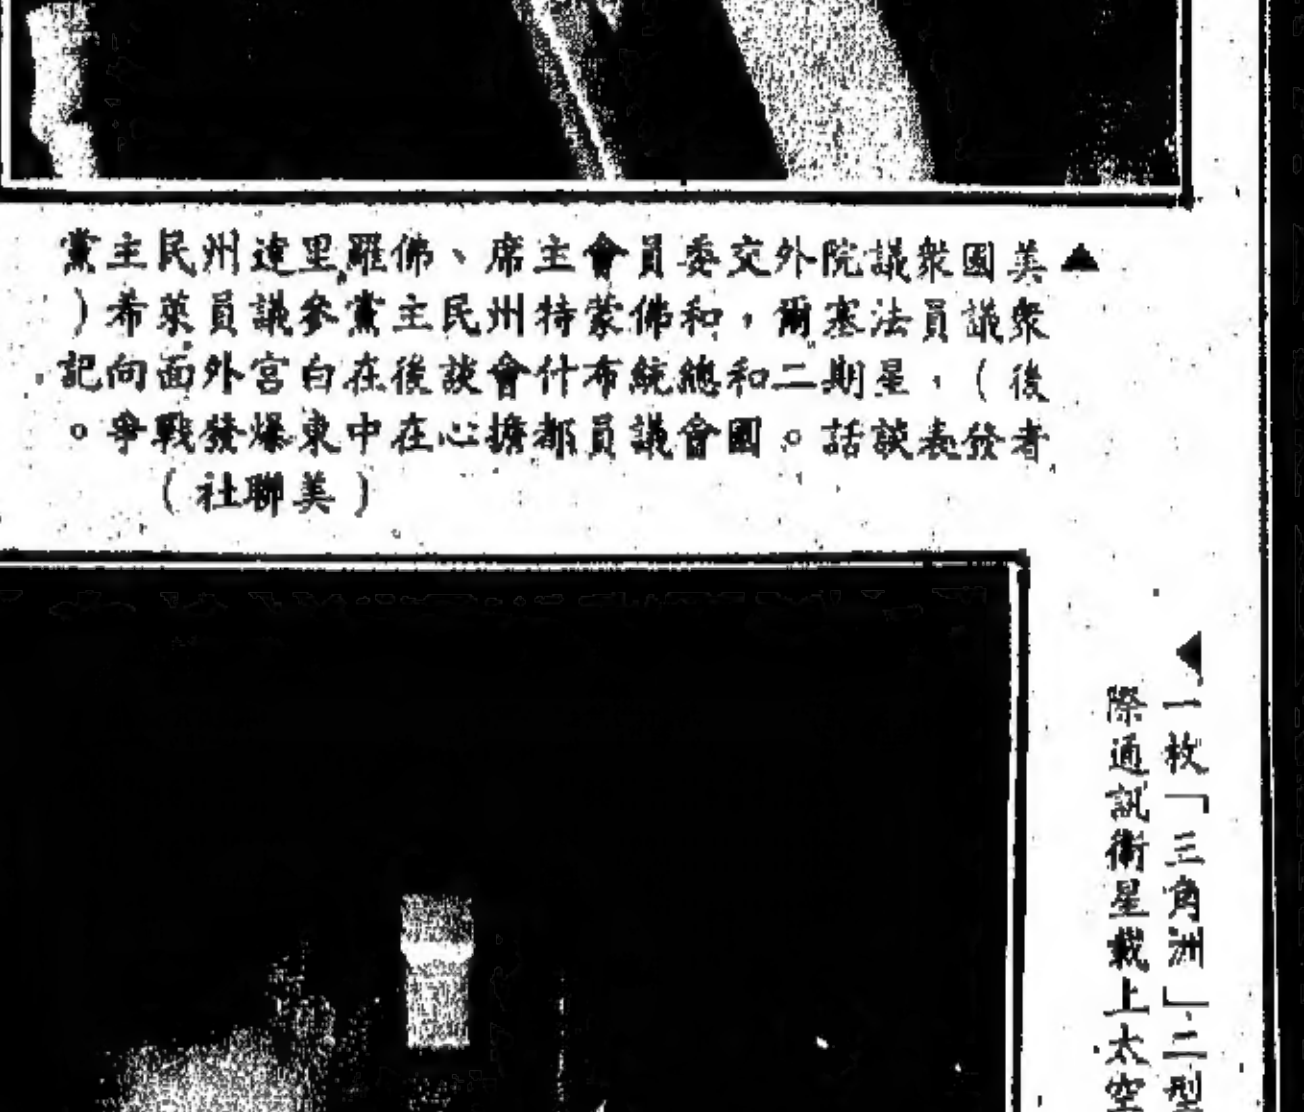 ▲美國衆議院外交委員會主席、佛羅里達州民主黨
衆議員法塞爾，和佛蒙特州民主黨參議員萊希（
後），星期二和總統布什會談後在白宮外面向記
者發表談話。國會議員都擔心在中東爆發戰爭。
（美聯社）
◀一枚「三角洲」二型
際通訊衛星載上太空